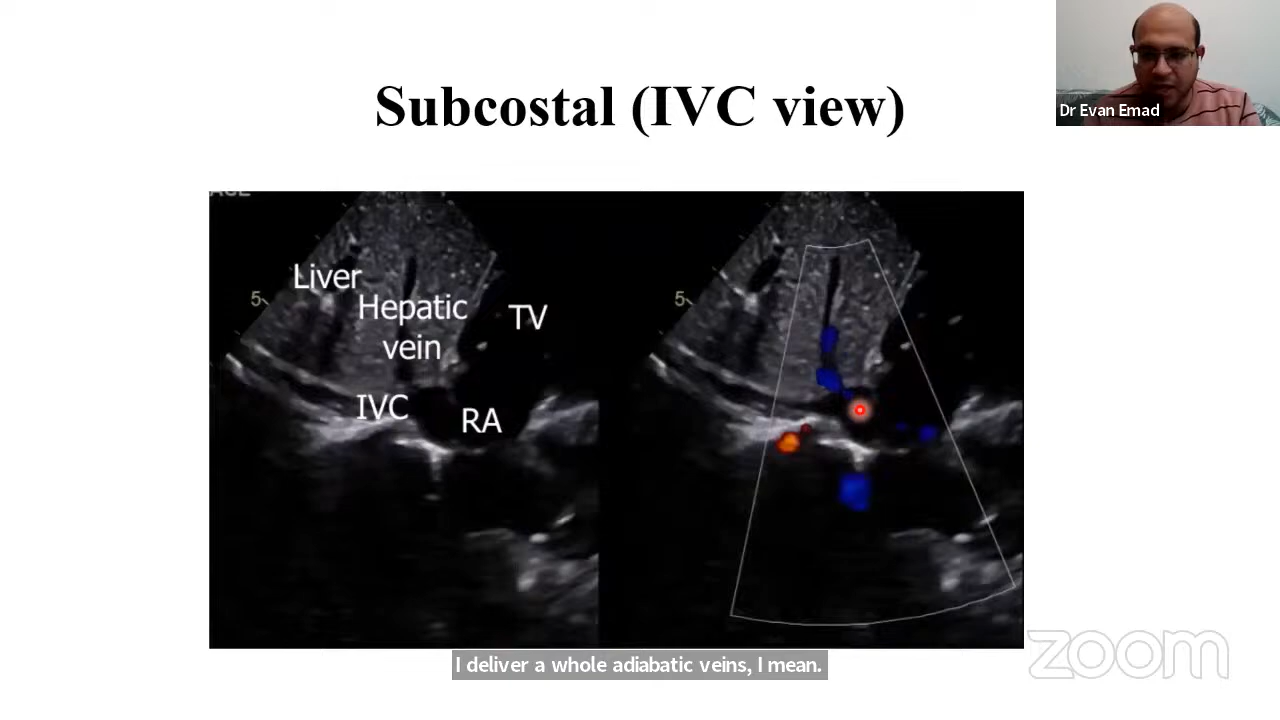 Dr Evan Emad
Subcostal (IVC view)
Liver
5
Hepatic
vein
TV
IVC
RA
5
I deliver a whole adiabatic veins, I mean.
zoom